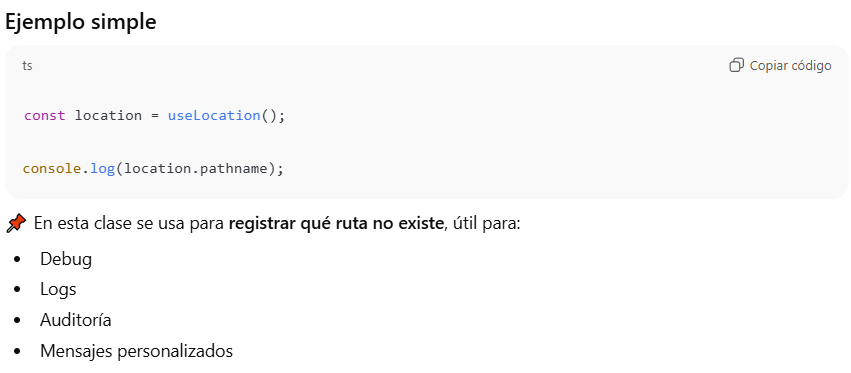 Ejemplo simple
ts
Copiar código
const location = useLocation();
console.log(location.pathname);
📌 En esta clase se usa para registrar qué ruta no existe, útil para:
• Debug
• Logs
• Auditoría
• Mensajes personalizados